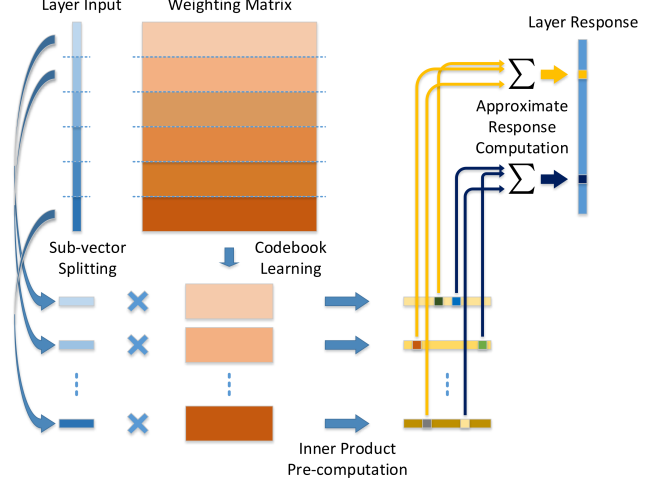 Layer Input
Weighting Matrix
Layer Response
∑
Approximate
Response
Computation
∑
Sub-vector
Splitting
Codebook
Learning
Inner Product
Pre-computation